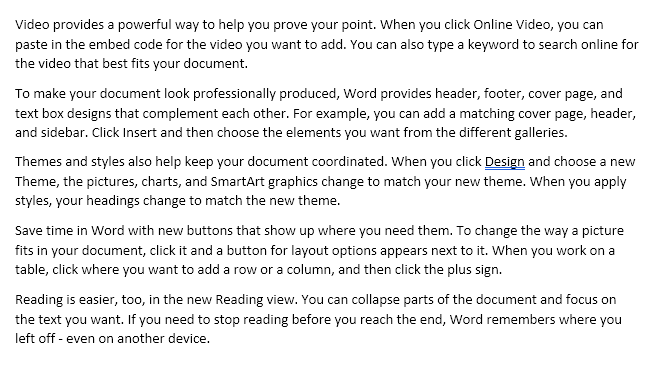 Video provides a powerful way to help you prove your point. When you click Online Video, you can
paste in the embed code for the video you want to add. You can also type a keyword to search online for
the video that best fits your document.
To make your document look professionally produced, Word provides header, footer, cover page, and
text box designs that complement each other. For example, you can add a matching cover page, header,
and sidebar. Click Insert and then choose the elements you want from the different galleries.
Themes and styles also help keep your document coordinated. When you click Design and choose a new
Theme, the pictures, charts, and SmartArt graphics change to match your new theme. When you apply
styles, your headings change to match the new theme.
Save time in Word with new buttons that show up where you need them. To change the way a picture
fits in your document, click it and a button for layout options appears next to it. When you work on a
table, click where you want to add a row or a column, and then click the plus sign.
Reading is easier, too, in the new Reading view. You can collapse parts of the document and focus on
the text you want. If you need to stop reading before you reach the end, Word remembers where you
left off - even on another device.